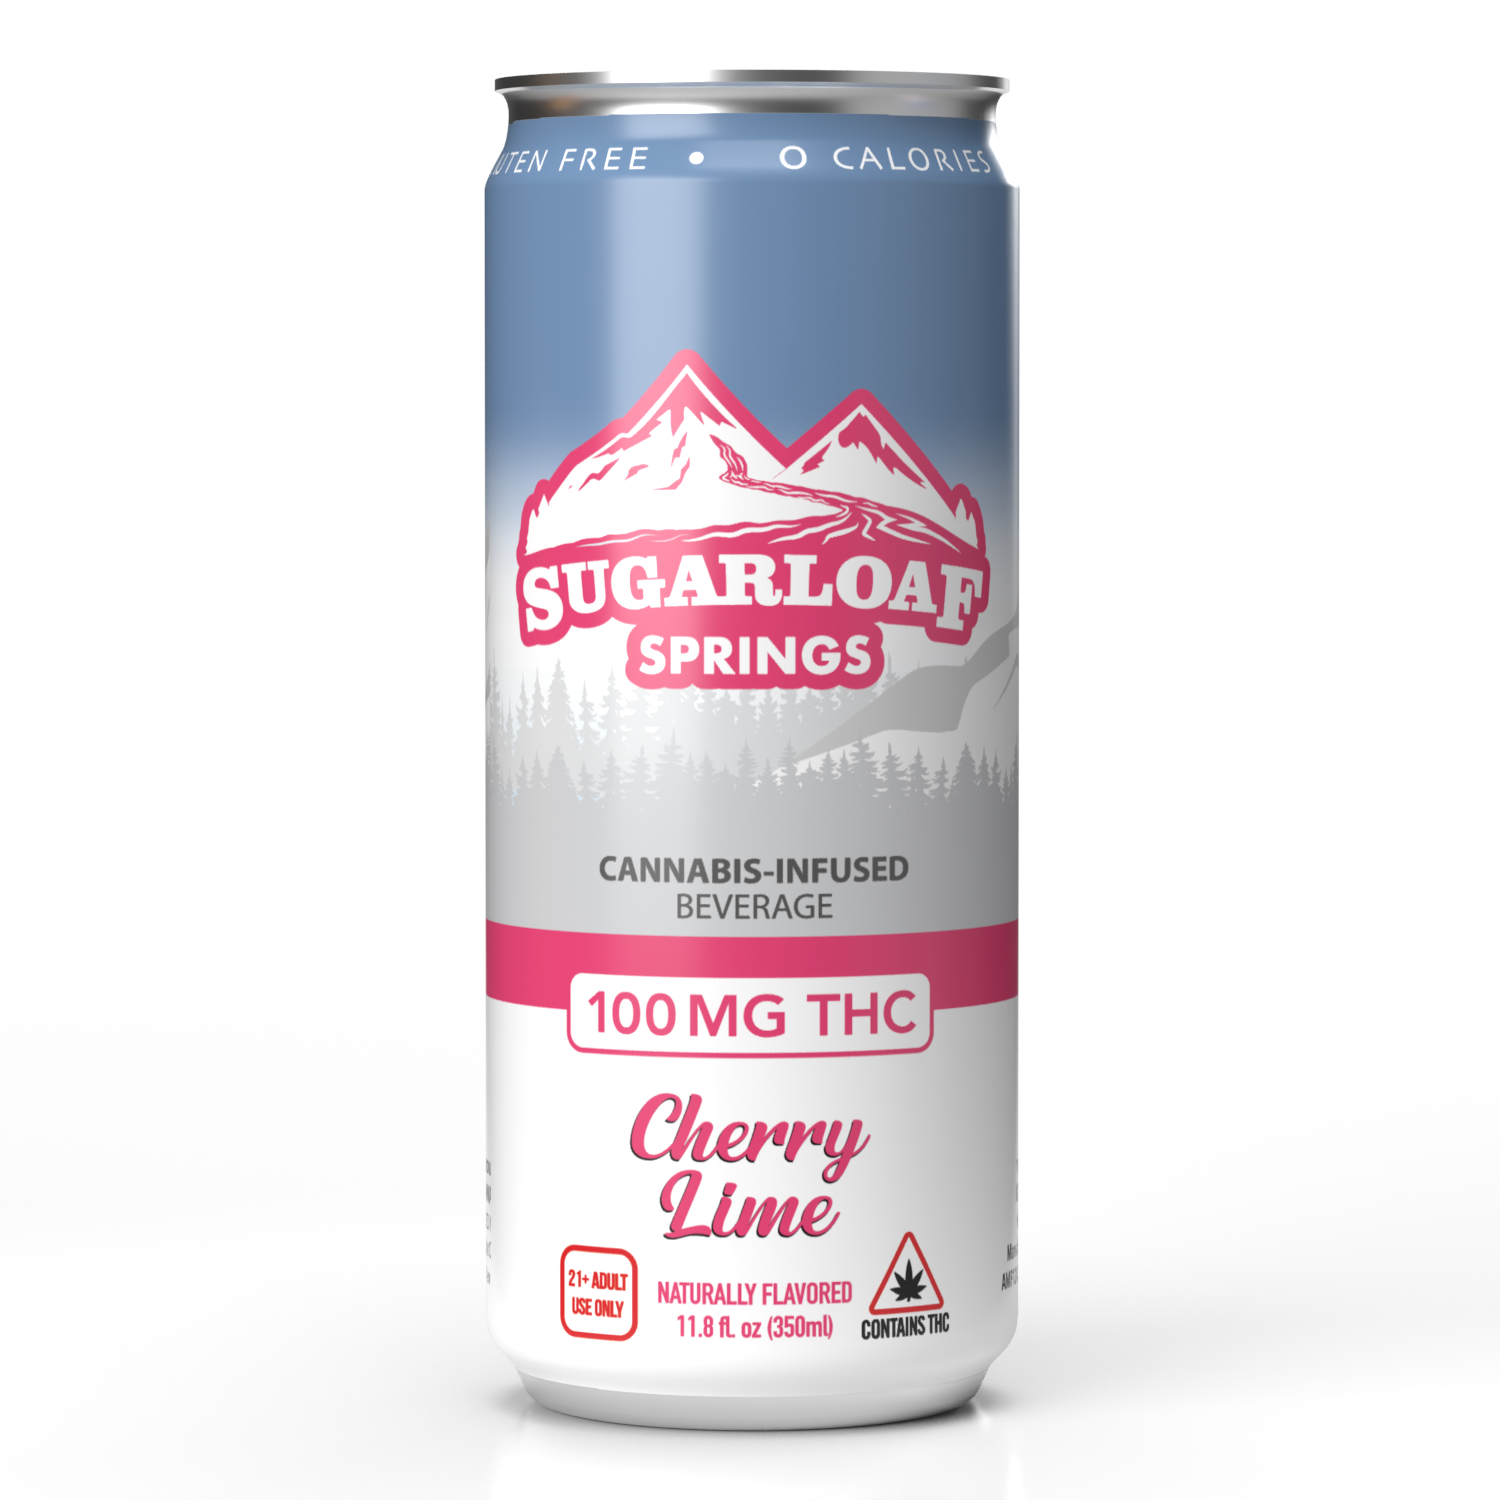 FREE • 0 CALORIES
SUGARLOAF
SPRINGS
CANNABIS-INFUSED
BEVERAGE
100 MG THC
Cherry
Lime
21+ ADULT
USE ONLY
NATURALLY FLAVORED
11.8 fl. oz (350ml)
CONTAINS THC